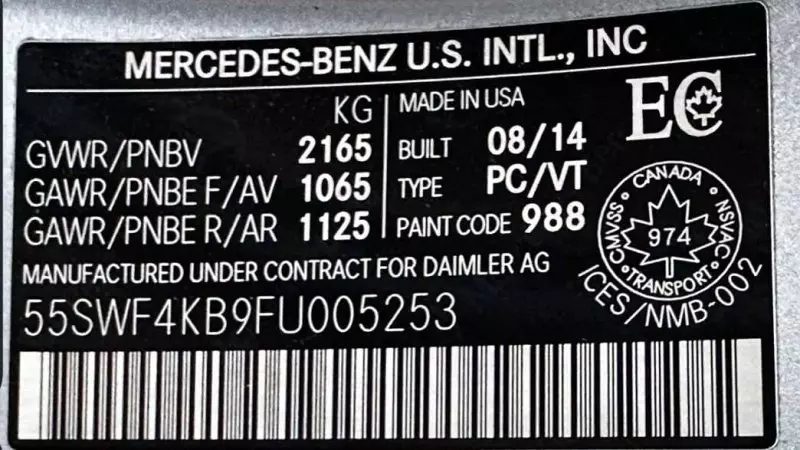 MERCEDES-BENZ U.S. INTL., INC
KG
GVWR/PNBV 2165
GAWR/PNBE F/AV 1065
GAWR/PNBE R/AR 1125
MADE IN USA
BUILT 08/14
TYPE PC/VT
PAINT CODE 988
EC
CANADA
CMVSS NSVAC
974
TRANSPORT
ICES/NMB-002
MANUFACTURED UNDER CONTRACT FOR DAIMLER AG
55SWF4KB9FU005253